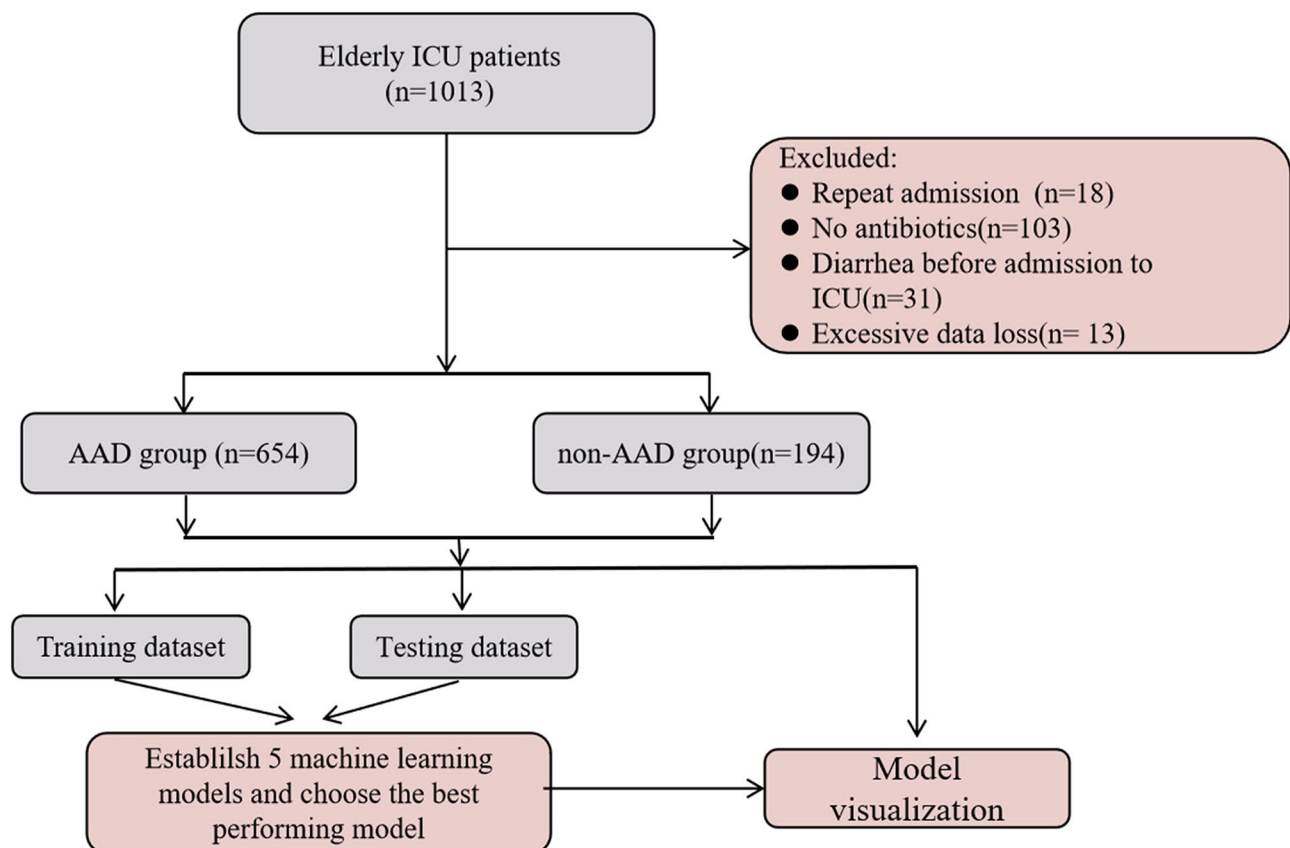 Elderly ICU patients
(n=1013)
Excluded:
● Repeat admission (n=18)
● No antibiotics(n=103)
● Diarrhea before admission to
ICU(n=31)
● Excessive data loss(n= 13)
AAD group (n=654)
non-AAD group(n=194)
Training dataset
Testing dataset
Establilsh 5 machine learning
models and choose the best
performing model
Model
visualization